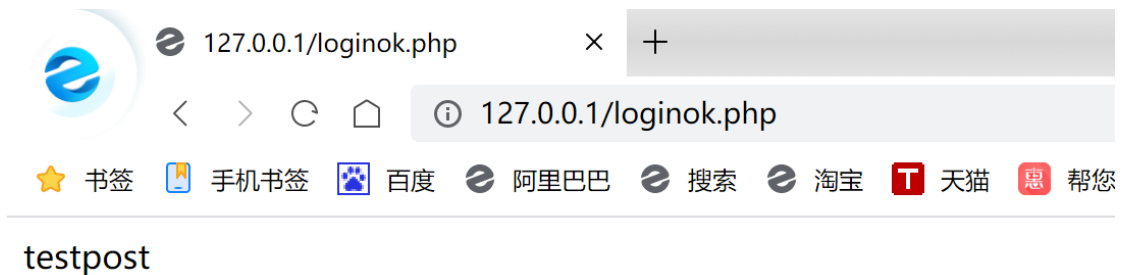 127.0.0.1/loginok.php
127.0.0.1/loginok.php
书签 手机书签 百度 阿里巴巴 搜索 淘宝 T 天猫 惠 帮您
testpost